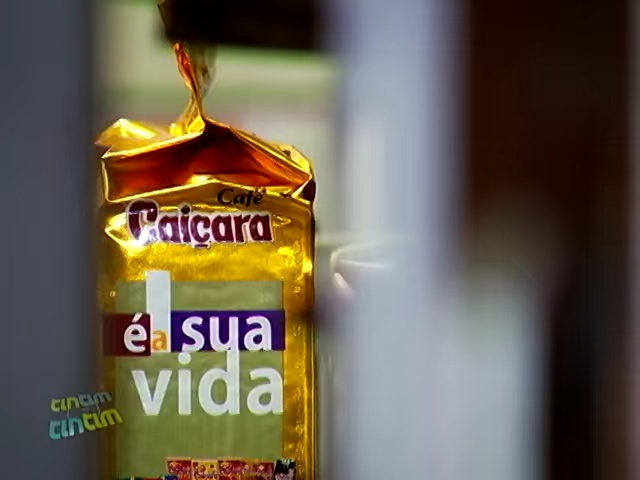 Café
Caiçara
é a sua
vida
tintim
tintim